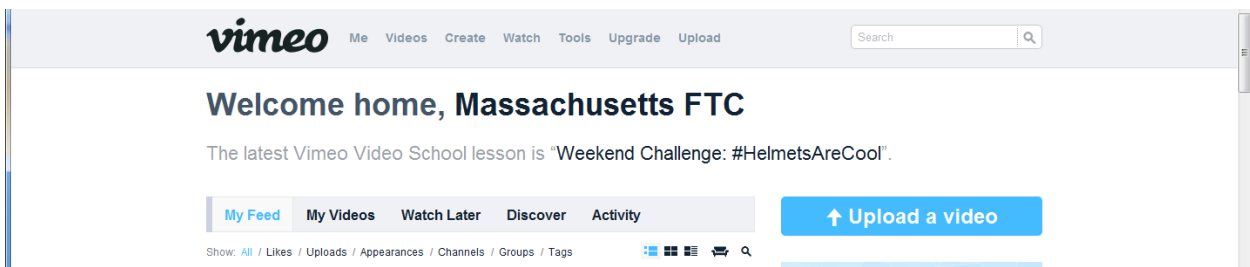 vimeo Me Videos Create Watch Tools Upgrade Upload Search
Welcome home, Massachusetts FTC
The latest Vimeo Video School lesson is “Weekend Challenge: #HelmetsAreCool”.
My Feed My Videos Watch Later Discover Activity
Upload a video
Show: All / Likes / Uploads / Appearances / Channels / Groups / Tags